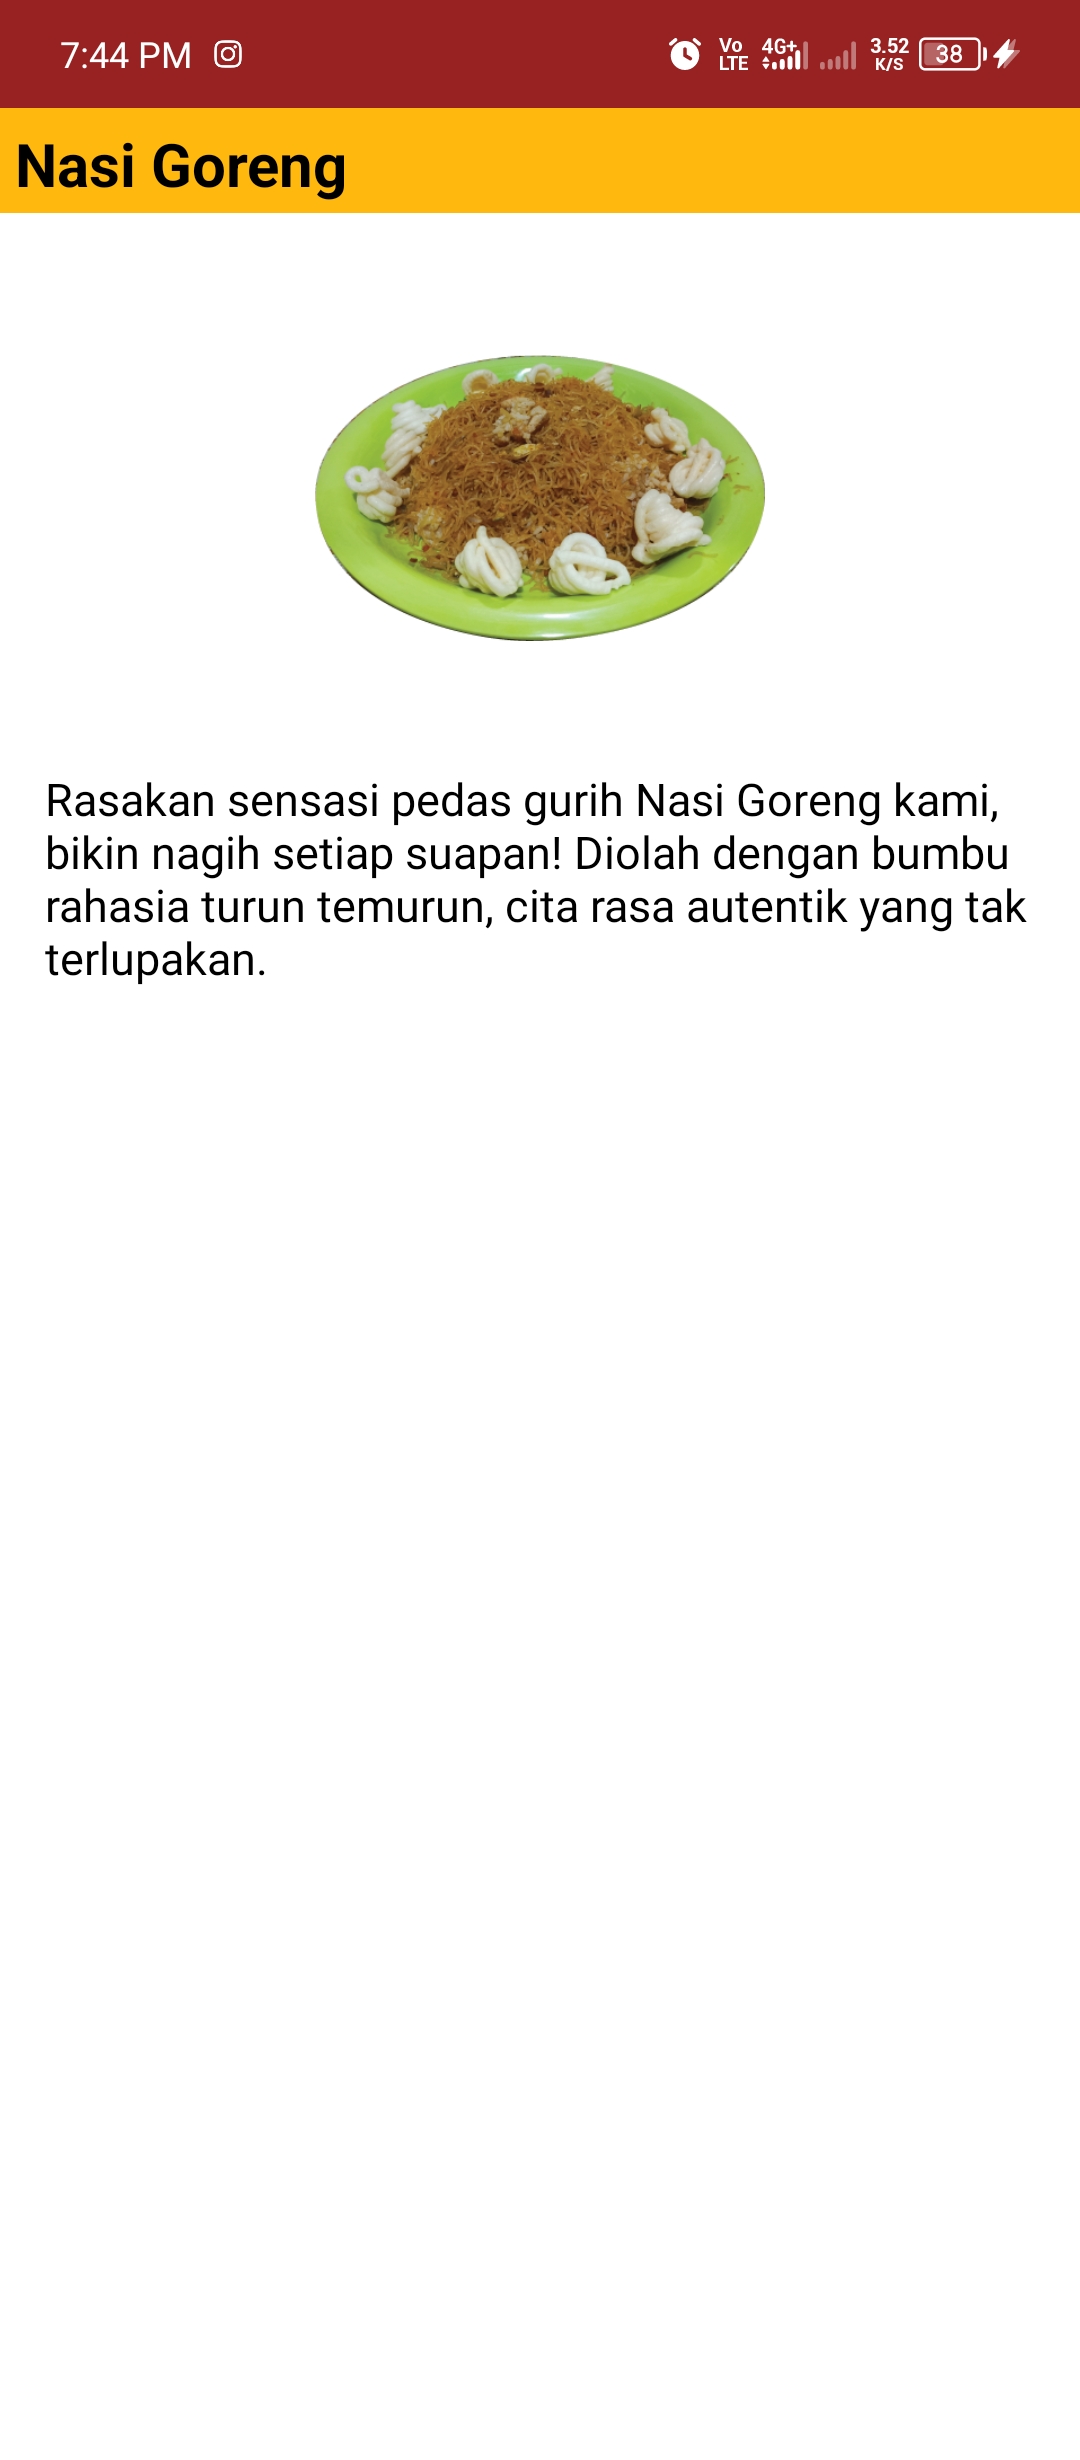 7:44 PM
Vo LTE 4G+ 3.52 K/S 38
Nasi Goreng
Rasakan sensasi pedas gurih Nasi Goreng kami,
bikin nagih setiap suapan! Diolah dengan bumbu
rahasia turun temurun, cita rasa autentik yang tak
terlupakan.